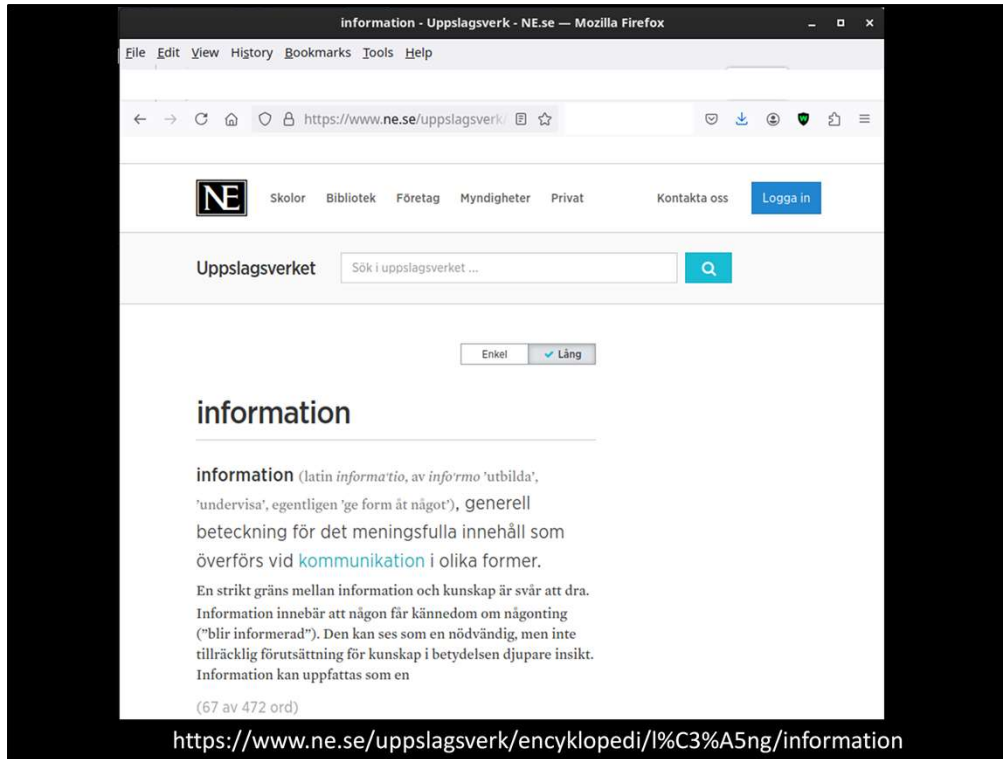 information - Uppslagsverk - NE.se — Mozilla Firefox
File Edit View History Bookmarks Tools Help
https://www.ne.se/uppslagsverk/
NE Skolor Bibliotek Företag Myndigheter Privat Kontakta oss Logga in
Uppslagsverket Sök i uppslagsverket ...
Enkel Lång
information
information (latin informa'tio, av info'rmo 'utbilda',
'undervisa', egentligen 'ge form åt något'), generell
beteckning för det meningsfulla innehåll som
överförs vid kommunikation i olika former.
En strikt gräns mellan information och kunskap är svår att dra.
Information innebär att någon får kännedom om någonting
(”blir informerad”). Den kan ses som en nödvändig, men inte
tillräcklig förutsättning för kunskap i betydelsen djupare insikt.
Information kan uppfattas som en
(67 av 472 ord)
https://www.ne.se/uppslagsverk/encyklopedi/l%C3%A5ng/information